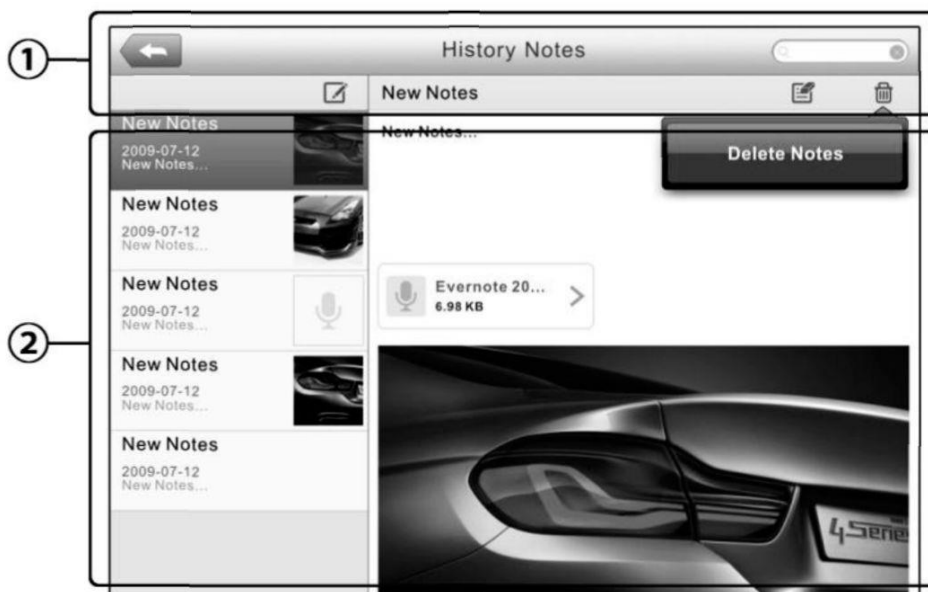 ①
History Notes
New Notes
New Notes
2009-07-12
New Notes...
New Notes...
Delete Notes
New Notes
2009-07-12
New Notes...
②
New Notes
2009-07-12
New Notes...
Evernote 20...
6.98 KB
New Notes
2009-07-12
New Notes...
New Notes
2009-07-12
New Notes...
4Serie